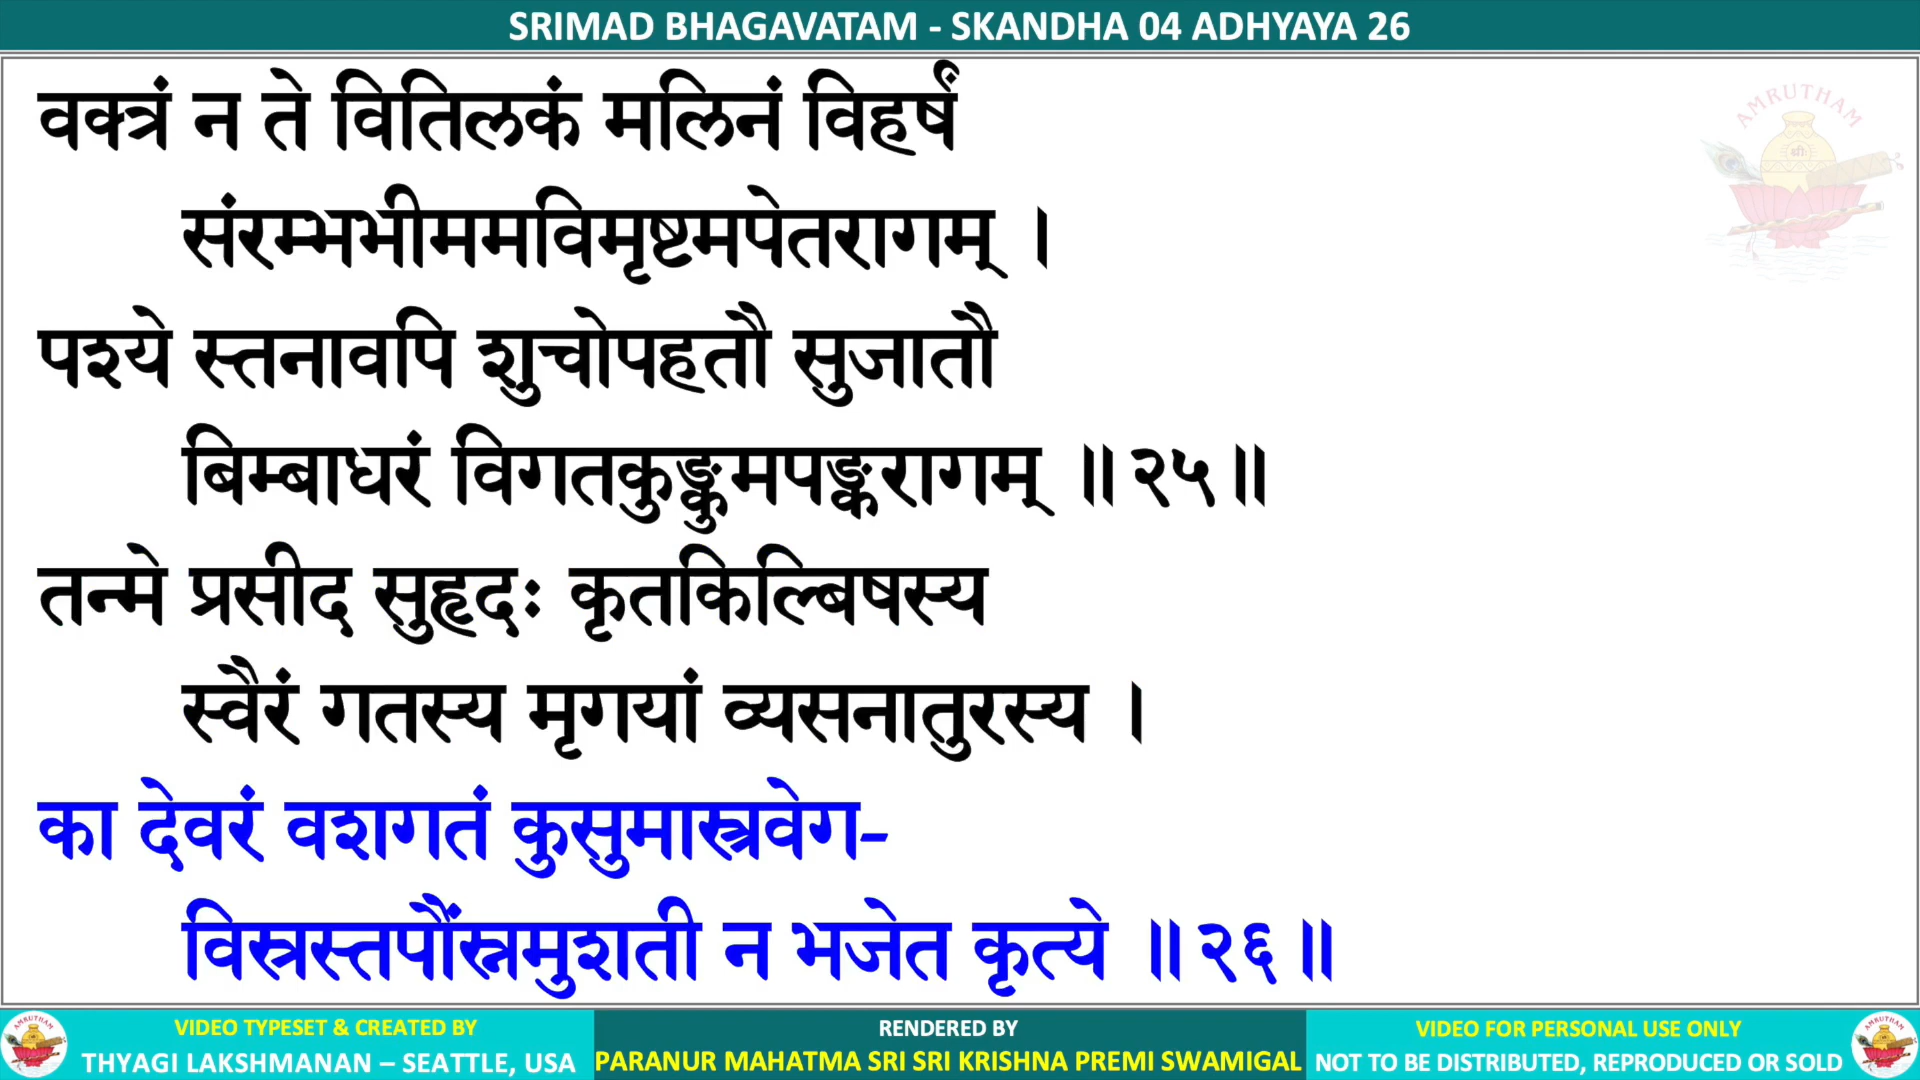 SRIMAD BHAGAVATAM - SKANDHA 04 ADHYAYA 26
AMRUTHAM
वक्त्रं न ते वितिलकं मलिनं विहर्षं
संरम्भभीममविमृष्टमपेतरागम् ।
पश्ये स्तनावपि शुचोपहतौ सुजातौ
बिम्बाधरं विगतकुङ्कुमपङ्करागम् ॥२५॥
तन्मे प्रसीद सुहृदः कृतकिल्बिषस्य
स्वैरं गतस्य मृगयां व्यसनातुरस्य ।
का देवरं वशगतं कुसुमास्त्रवेग-
विस्रस्तपौंस्नमुशती न भजेत कृत्ये ॥२६॥
AMRUTHAM
VIDEO TYPESET & CREATED BY
THYAGI LAKSHMANAN – SEATTLE, USA
RENDERED BY
PARANUR MAHATMA SRI SRI KRISHNA PREMI SWAMIGAL
VIDEO FOR PERSONAL USE ONLY
NOT TO BE DISTRIBUTED, REPRODUCED OR SOLD
AMRUTHAM